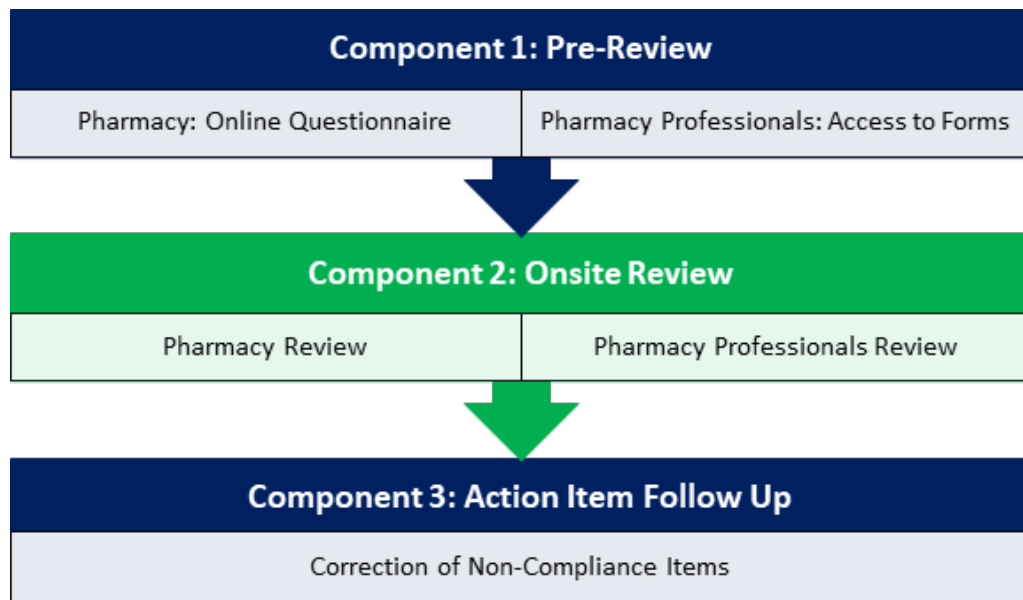 Component 1: Pre-Review
Pharmacy: Online Questionnaire
Pharmacy Professionals: Access to Forms
Component 2: Onsite Review
Pharmacy Review
Pharmacy Professionals Review
Component 3: Action Item Follow Up
Correction of Non-Compliance Items